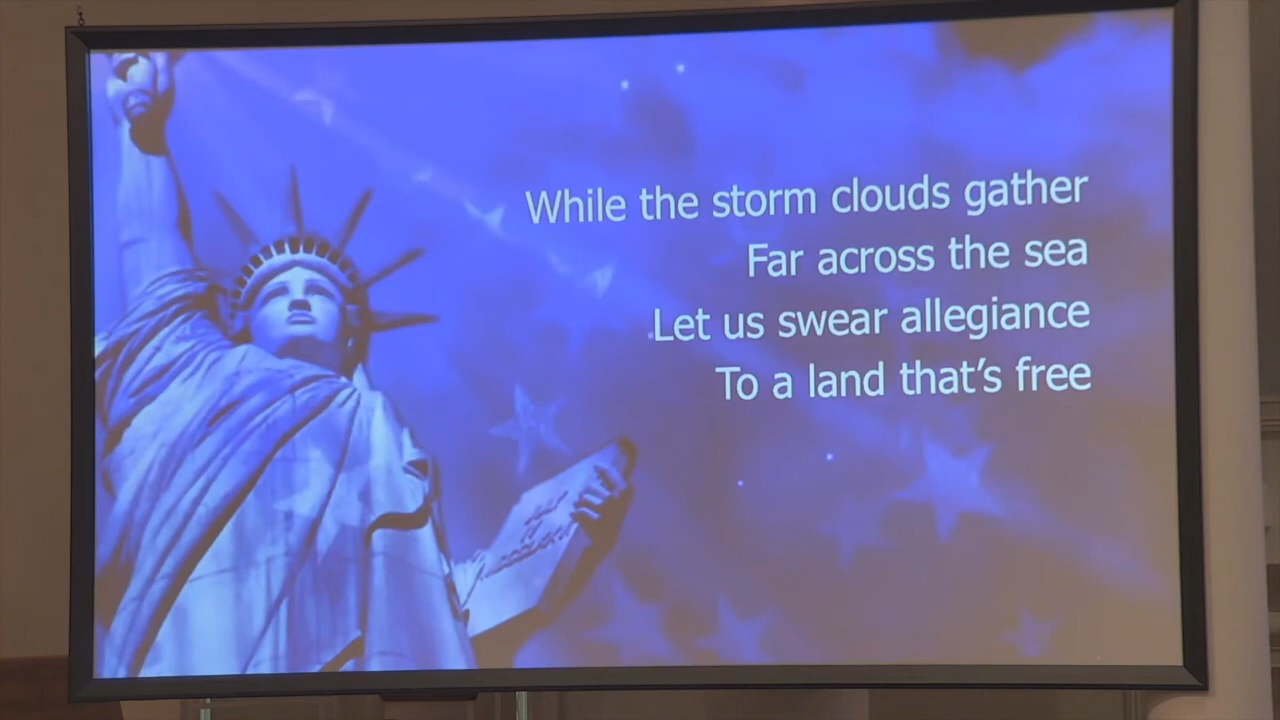 While the storm clouds gather
Far across the sea
Let us swear allegiance
To a land that's free